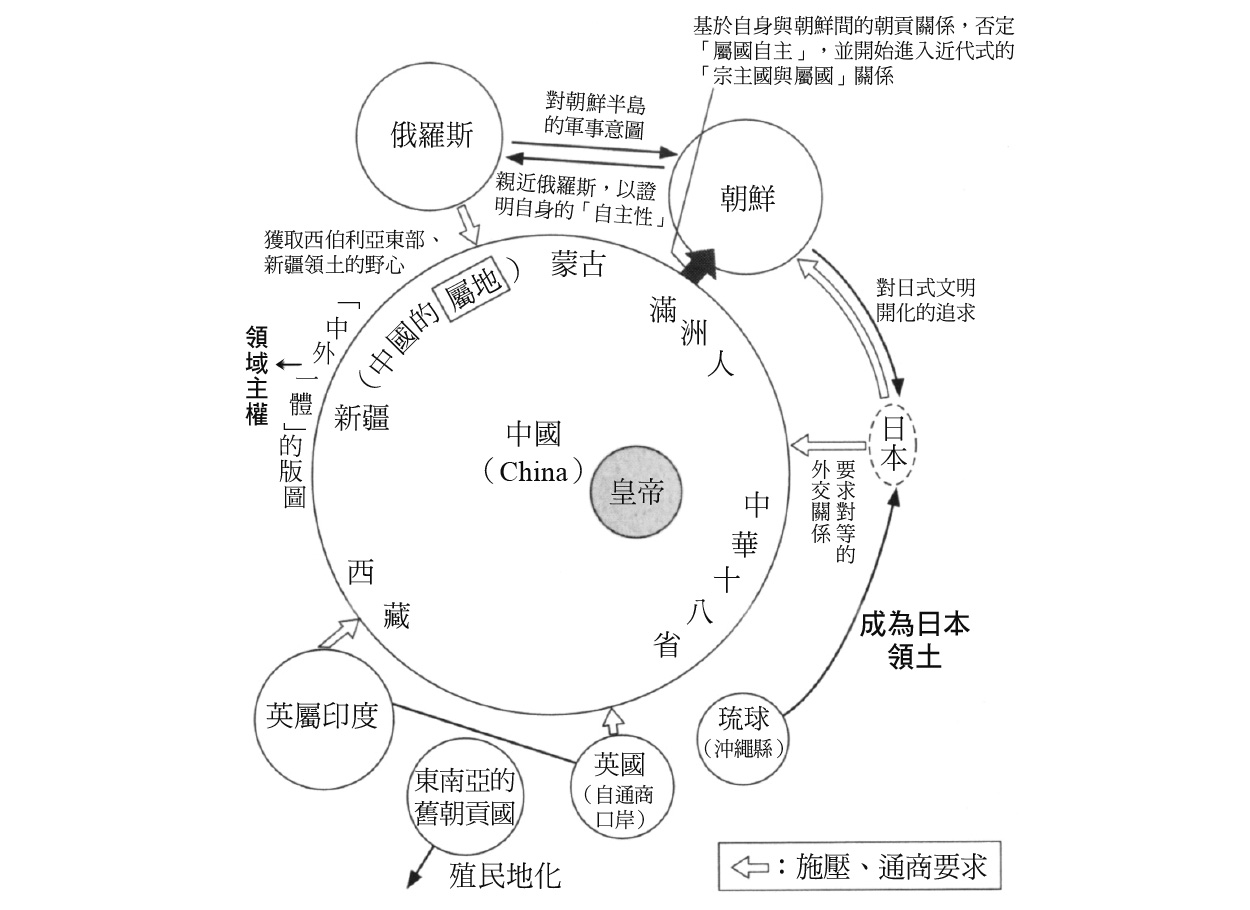 基於自身與朝鮮間的朝貢關係，否定
「屬國自主」，並開始進入近代式的
「宗主國與屬國」關係
俄羅斯
對朝鮮半島
的軍事意圖
親近俄羅斯，以證
明自身的「自主性」
朝鮮
獲取西伯利亞東部、
新疆領土的野心
對日式文明
開化的追求
蒙古
（中國的屬地）
滿洲人
「中外一體」的版圖
領域主權
新疆
中國
（China）
皇帝
日本
要求對等的
外交關係
中華十八省
西藏
成為日本
領土
英屬印度
琉球
（沖繩縣）
英國
（自通商
口岸）
東南亞的
舊朝貢國
殖民地化
：施壓、通商要求